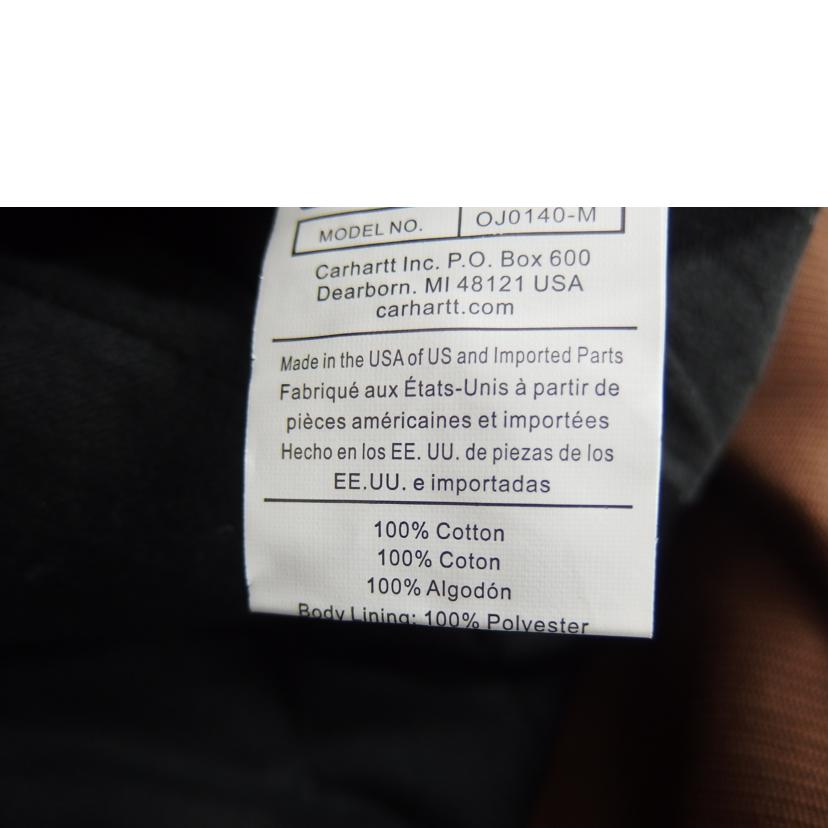 MODEL NO. OJ0140-M
Carhartt Inc. P.O. Box 600
Dearborn. MI 48121 USA
carhartt.com
Made in the USA of US and Imported Parts
Fabriqué aux États-Unis à partir de
pièces américaines et importées
Hecho en los EE. UU. de piezas de los
EE.UU. e importadas
100% Cotton
100% Coton
100% Algodón
Body Lining: 100% Polyester